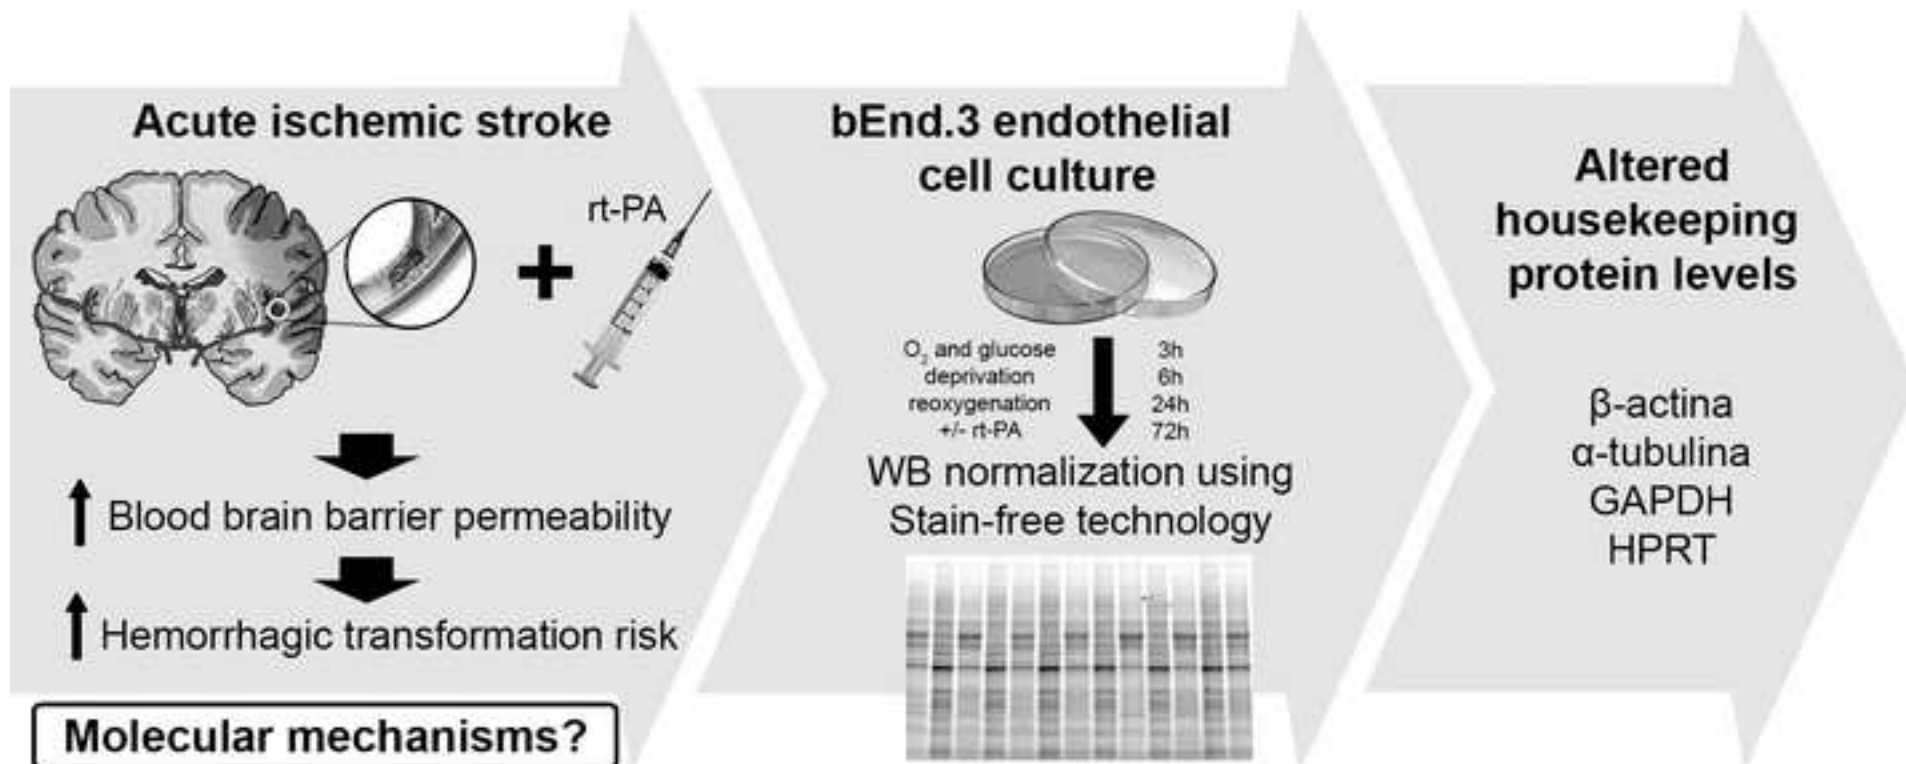 Acute ischemic stroke
rt-PA
Blood brain barrier permeability
Hemorrhagic transformation risk
Molecular mechanisms?
bEnd.3 endothelial
cell culture
O₂ and glucose
deprivation
reoxygenation
+/- rt-PA
3h
6h
24h
72h
WB normalization using
Stain-free technology
Altered
housekeeping
protein levels
β-actina
α-tubulina
GAPDH
HPRT